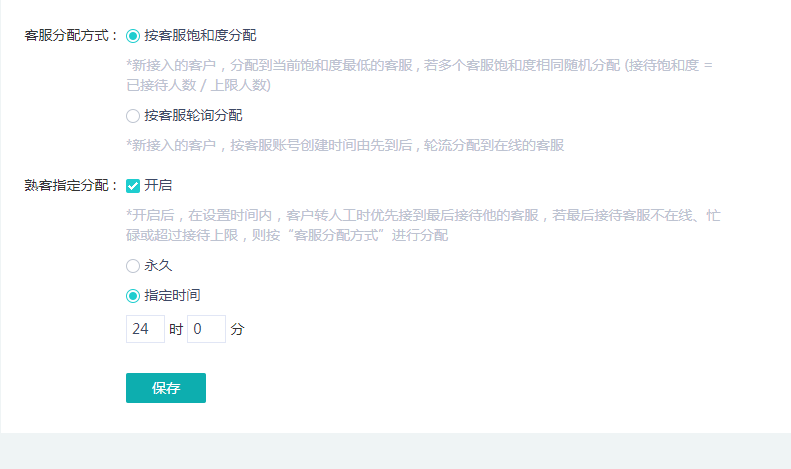 客服分配方式： 按客服饱和度分配
*新接入的客户，分配到当前饱和度最低的客服，若多个客服饱和度相同随机分配 (接待饱和度 =
已接待人数 / 上限人数)
按客服轮询分配
*新接入的客户，按客服账号创建时间由先到后，轮流分配到在线的客服
熟客指定分配： 开启
*开启后，在设置时间内，客户转人工时优先接到最后接待他的客服，若最后接待客服不在线、忙
碌或超过接待上限，则按“客服分配方式”进行分配
永久
指定时间
24 时 0 分
保存